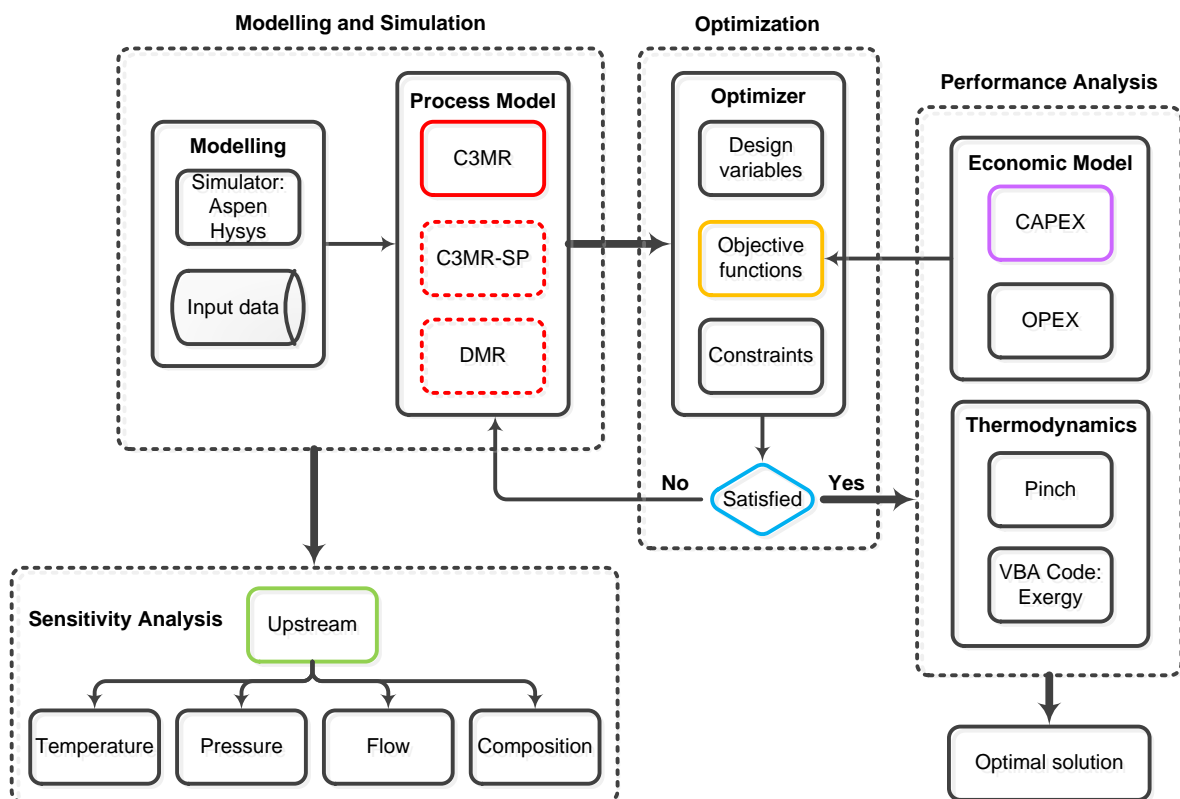 Modelling and Simulation
Optimization
Performance Analysis
Process Model
C3MR
C3MR-SP
DMR
Modelling
Simulator:
Aspen
Hysys
Input data
Optimizer
Design
variables
Objective
functions
Constraints
Satisfied
No
Yes
Economic Model
CAPEX
OPEX
Thermodynamics
Pinch
VBA Code:
Exergy
Optimal solution
Sensitivity Analysis
Upstream
Temperature
Pressure
Flow
Composition